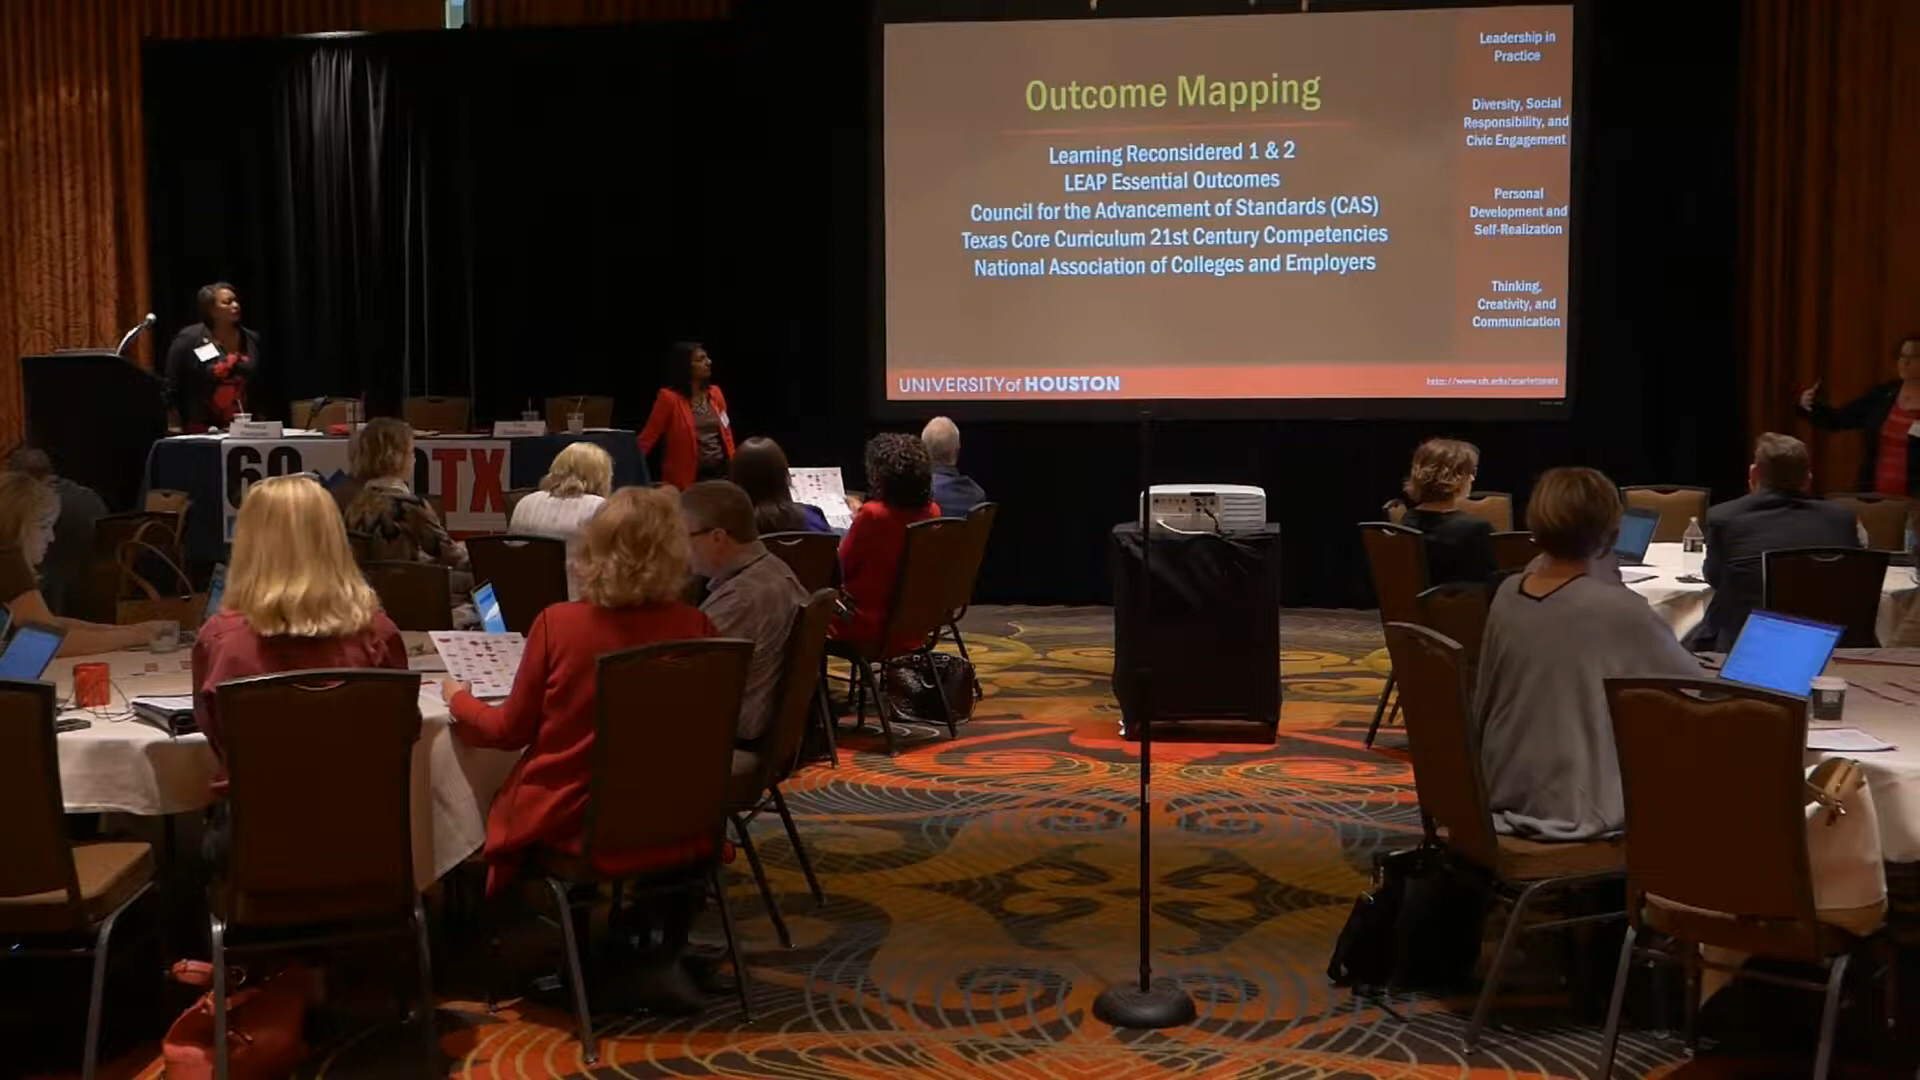 Outcome Mapping
Learning Reconsidered 1 & 2
LEAP Essential Outcomes
Council for the Advancement of Standards (CAS)
Texas Core Curriculum 21st Century Competencies
National Association of Colleges and Employers
UNIVERSITY of HOUSTON
Leadership in
Practice
Diversity, Social
Responsibility, and
Civic Engagement
Personal
Development and
Self-Realization
Thinking,
Creativity, and
Communication
60
TX